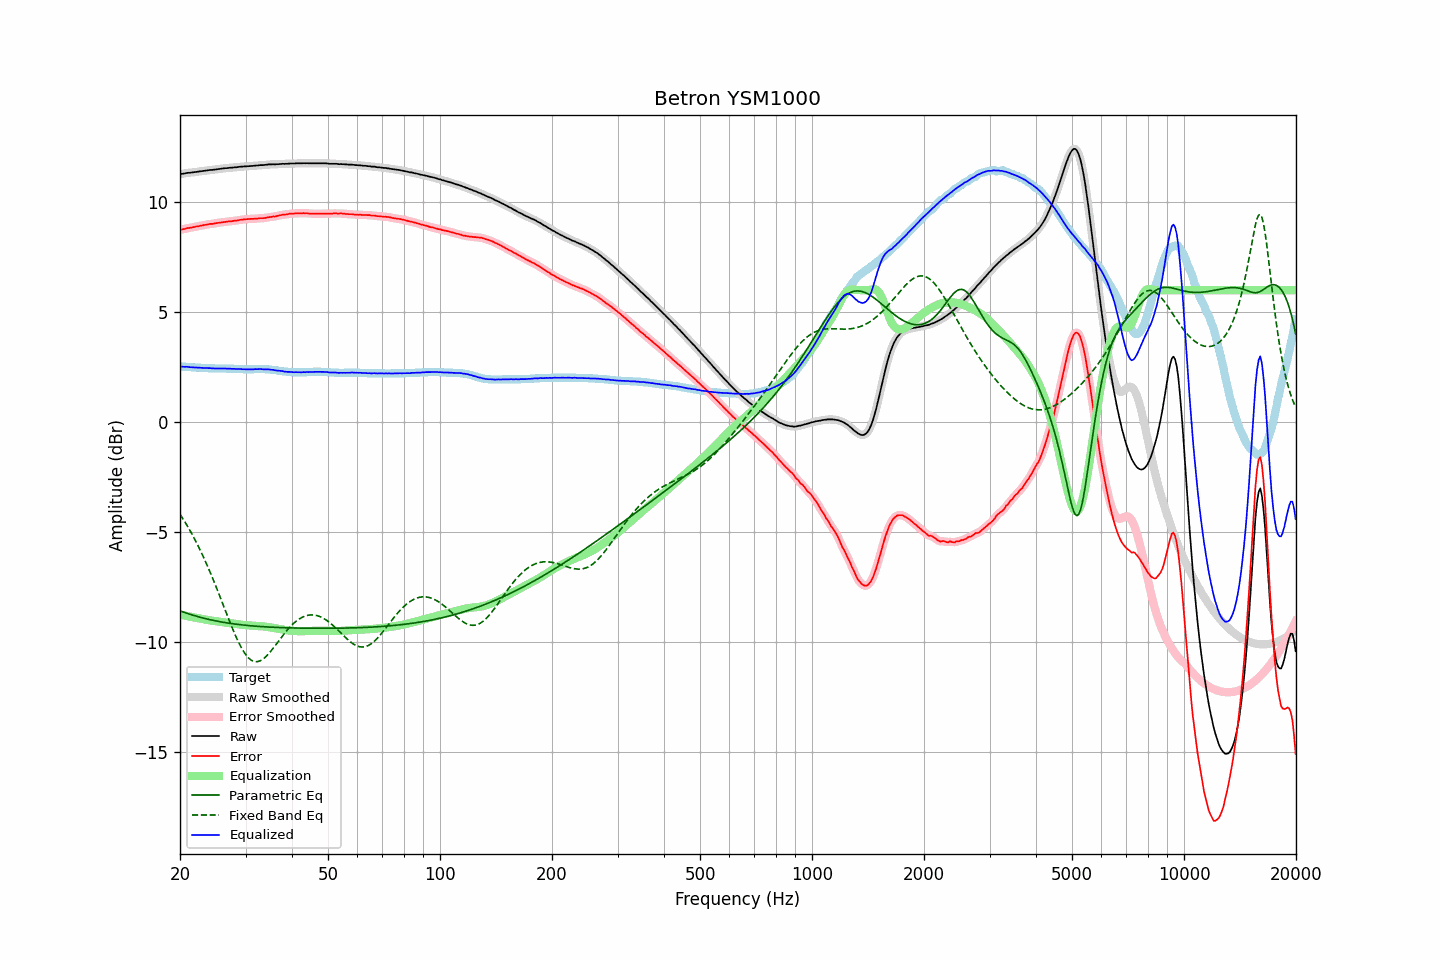 Betron YSM1000
Amplitude (dBr)
10
5
0
−5
−10
−15
Target
Raw Smoothed
Error Smoothed
Raw
Error
Equalization
Parametric Eq
Fixed Band Eq
Equalized
20 50 100 200 500 1000 2000 5000 10000 20000
Frequency (Hz)